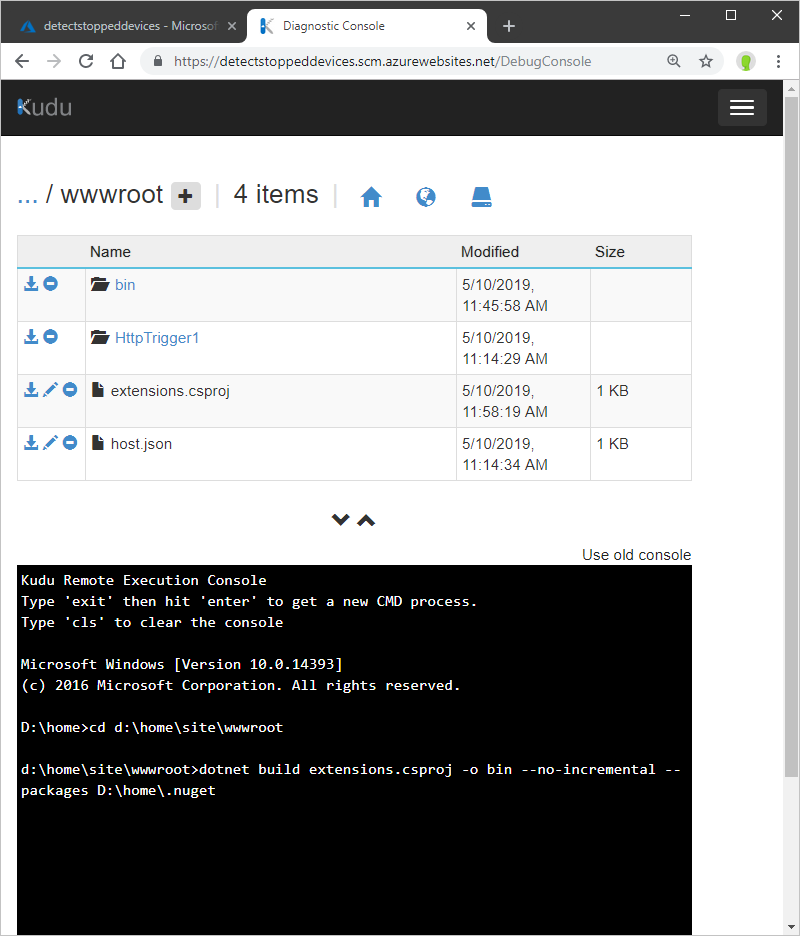 detectstoppeddevices - Microsof
Diagnostic Console
https://detectstoppeddevices.scm.azurewebsites.net/DebugConsole
Kudu
... / wwwroot | 4 items |
Name Modified Size
bin 5/10/2019,
11:45:58 AM
HttpTrigger1 5/10/2019,
11:14:29 AM
extensions.csproj 5/10/2019, 1 KB
11:58:19 AM
host.json 5/10/2019, 1 KB
11:14:34 AM
Use old console
Kudu Remote Execution Console
Type 'exit' then hit 'enter' to get a new CMD process.
Type 'cls' to clear the console
Microsoft Windows [Version 10.0.14393]
(c) 2016 Microsoft Corporation. All rights reserved.
D:\home>cd d:\home\site\wwwroot
d:\home\site\wwwroot>dotnet build extensions.csproj -o bin --no-incremental --
packages D:\home\.nuget